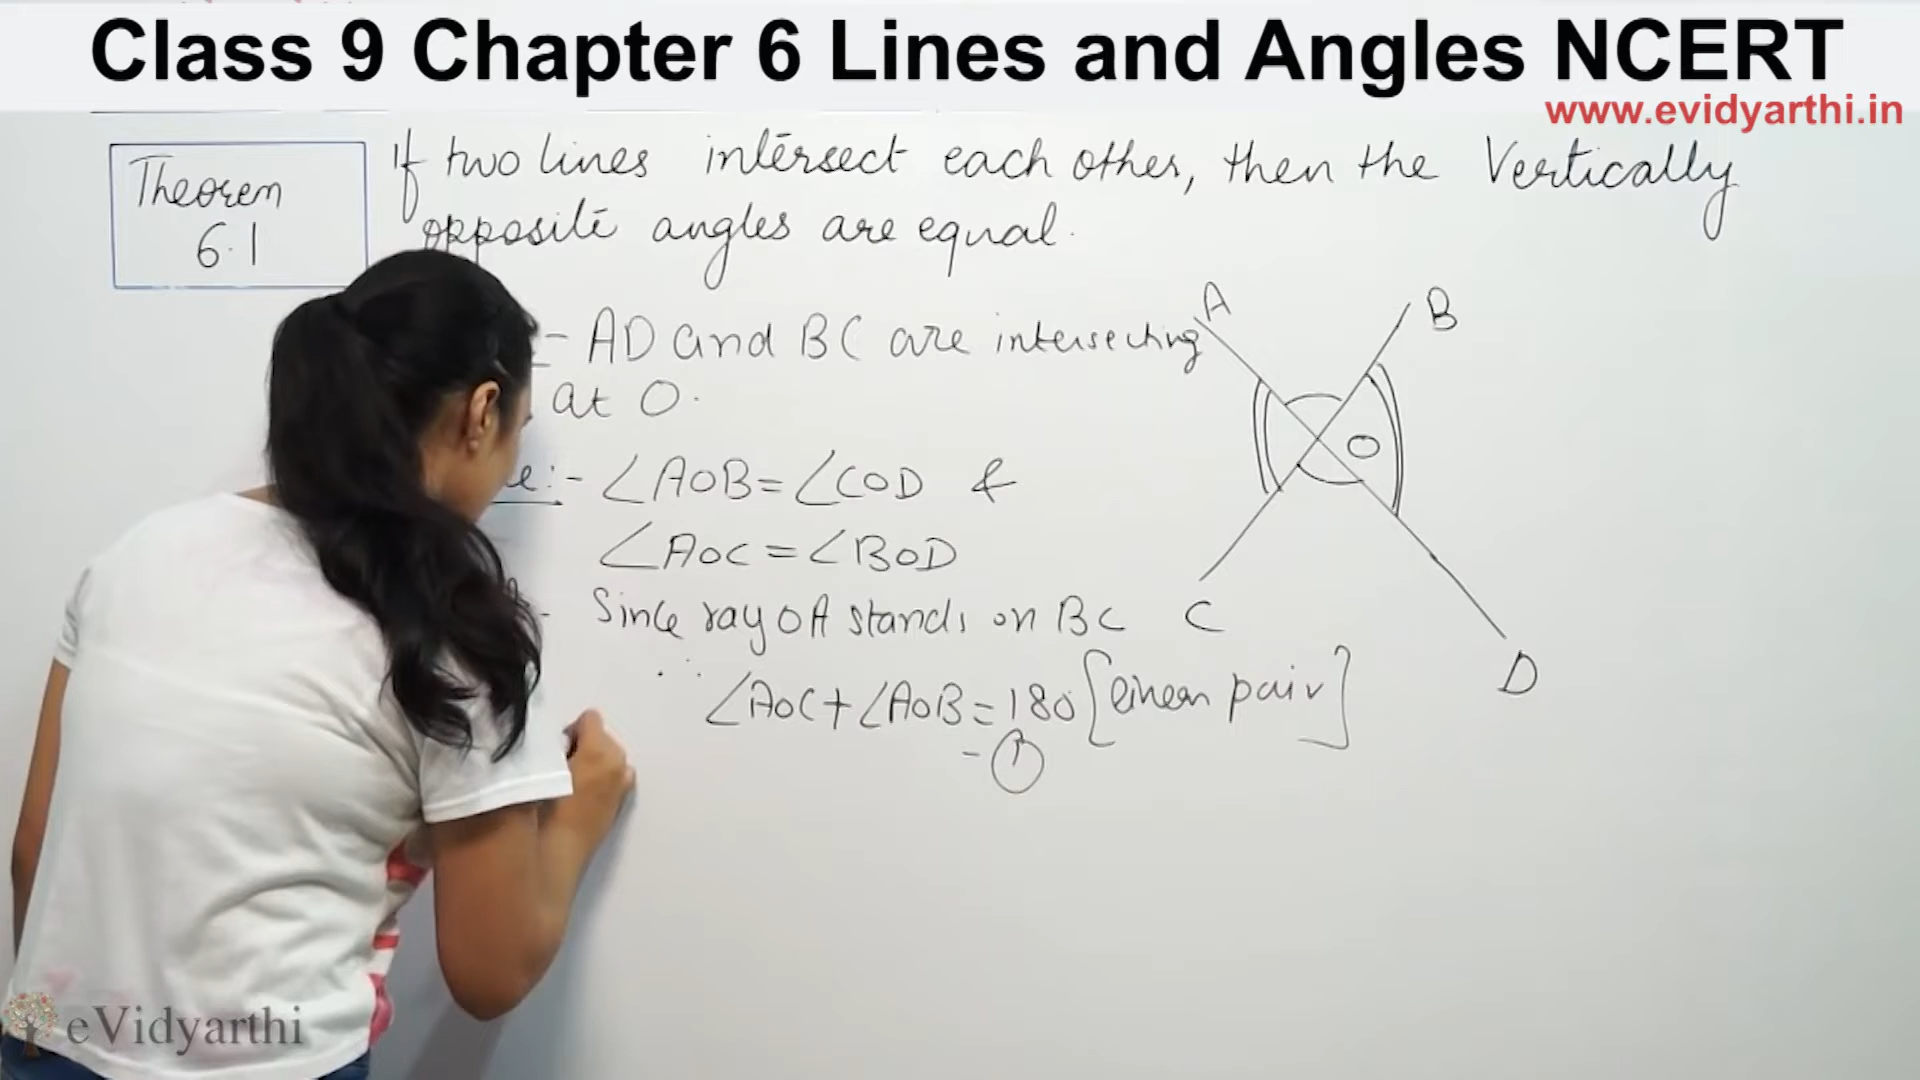 Class 9 Chapter 6 Lines and Angles NCERT
www.evidyarthi.in
Theorem
6.1
If two lines intersect each other, then the Vertically
opposite angles are equal.
:- AD and BC are intersecting
at O.
:- ∠AOB = ∠COD &
∠AOC = ∠BOD
Since ray OA stands on BC
∴ ∠AOC + ∠AOB = 180 [linear pair]
- ①
A
B
O
C
D
eVidyarthi